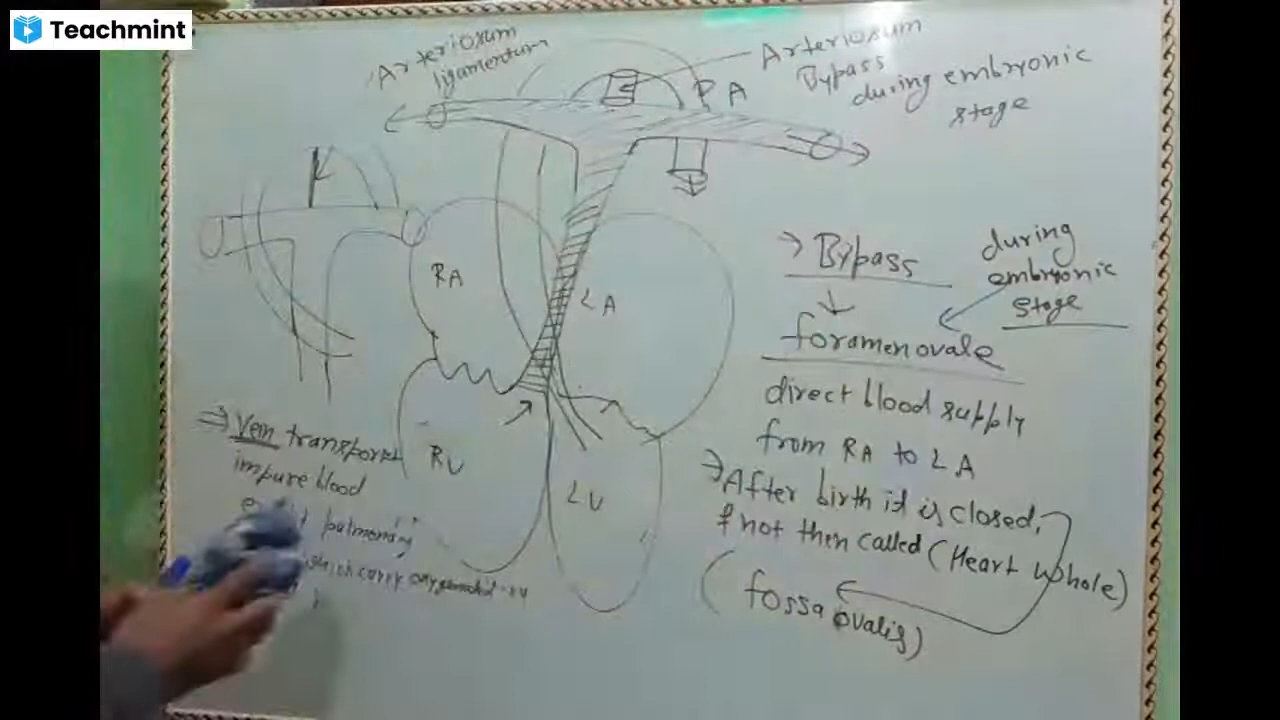 Teachmint
Arteriosum
ligamentum
Arteriosum
Bypass
during embryonic
stage
PA
RA
LA
RV
LV
→ Bypass
during
embryonic
stage
foramen ovale
direct blood supply
from RA to LA
→ After birth it is closed,
f not then called (Heart Whole)
(fossa ovalis)
⇒ Vein transport
impure blood
pulmonary
which carry